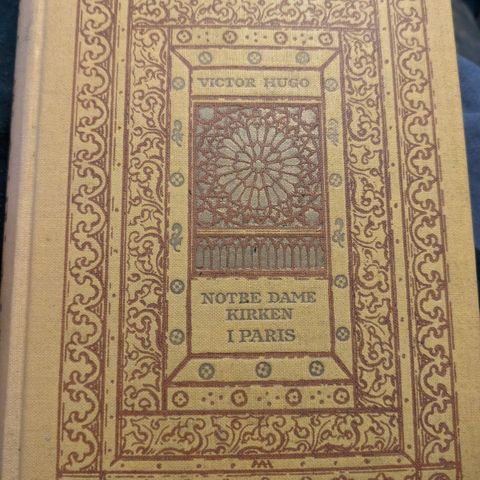 VICTOR HUGO
NOTRE DAME
KIRKEN
I PARIS